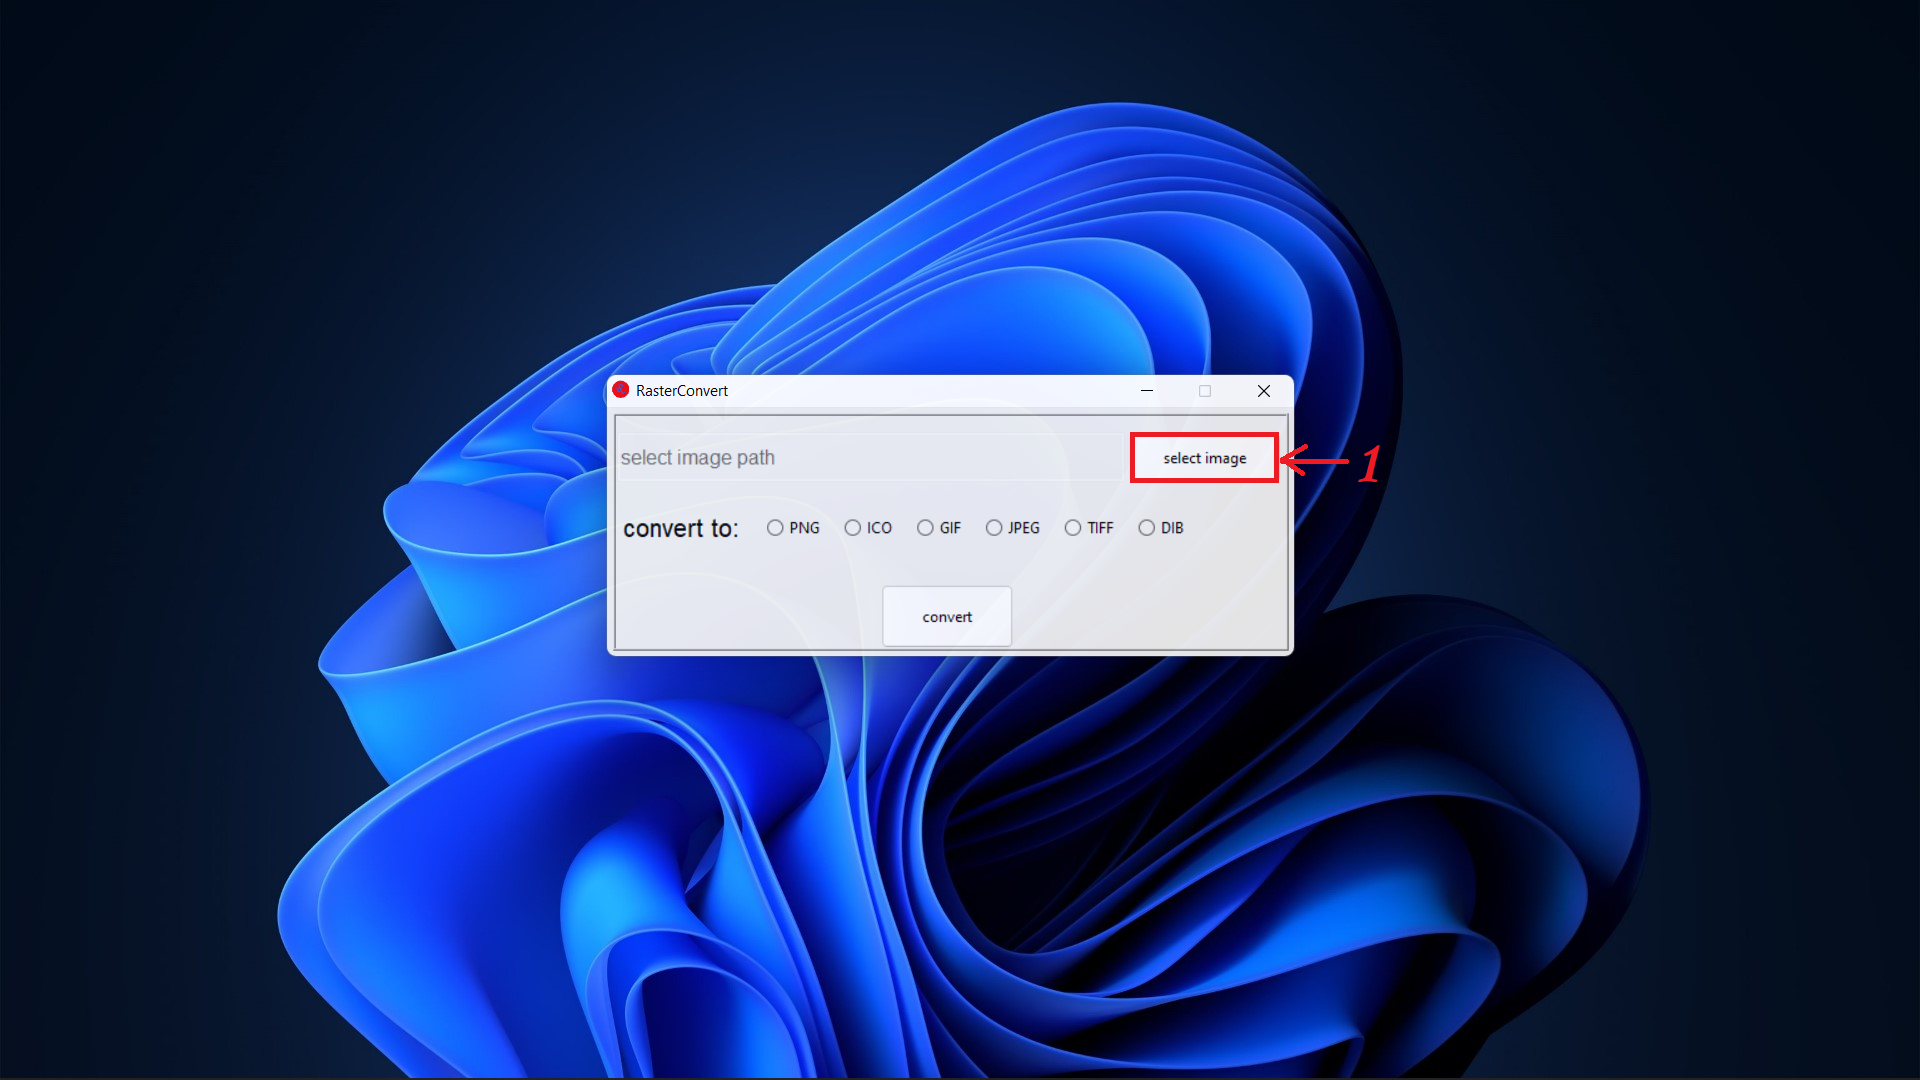 RasterConvert
select image path
select image
1
convert to:
PNG
ICO
GIF
JPEG
TIFF
DIB
convert